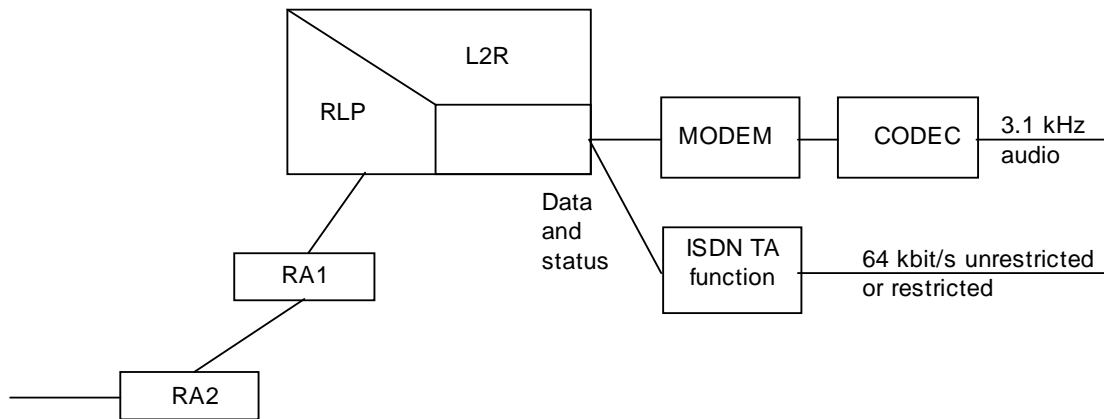 L2R
RLP
MODEM
CODEC
3.1 kHz
audio
Data
and
status
ISDN TA
function
64 kbit/s unrestricted
or restricted
RA1
RA2